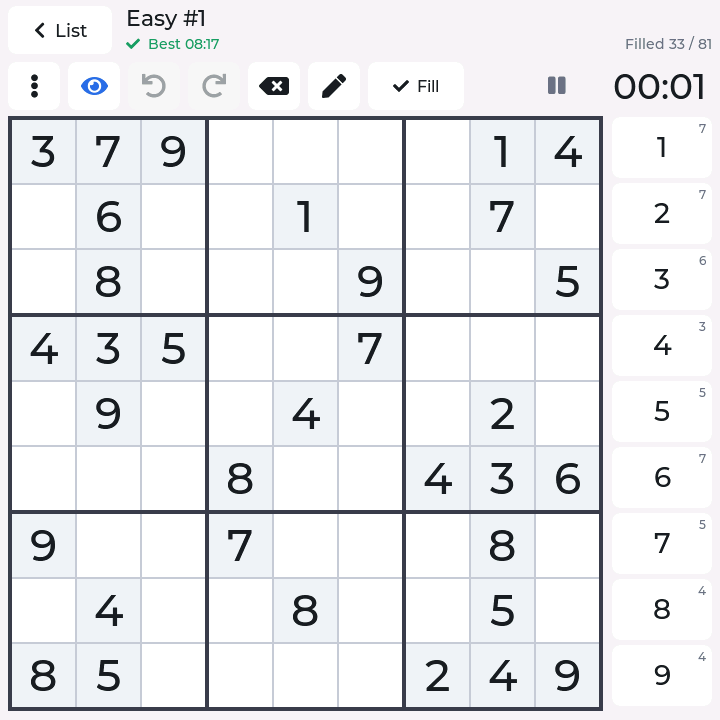 List
Easy #1
Best 08:17
Filled 33 / 81
Fill
00:01
3 7 9 1 4
6 1 7
8 9 5
4 3 5 7
9 4 2
8 4 3 6
9 7 8
4 8 5
8 5 2 4 9
1 7
2 7
3 6
4 3
5 5
6 7
7 5
8 4
9 4